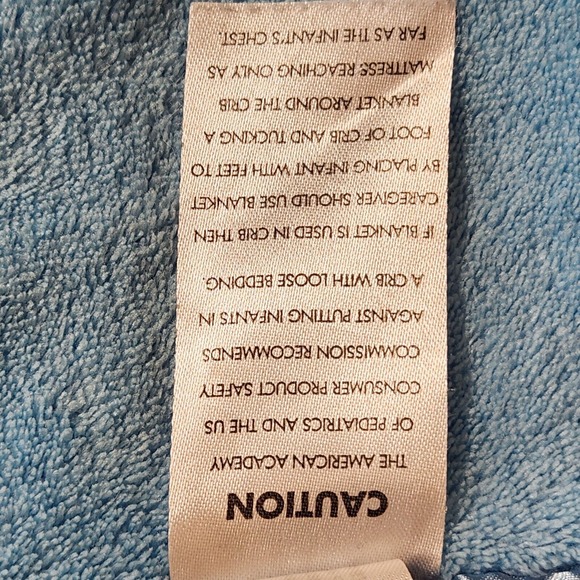 CAUTION
THE AMERICAN ACADEMY
OF PEDIATRICS AND THE US
CONSUMER PRODUCT SAFETY
COMMISSION RECOMMENDS
AGAINST PUTTING INFANTS IN
A CRIB WITH LOOSE BEDDING.
IF BLANKET IS USED IN CRIB THEN
CAREGIVER SHOULD USE BLANKET
BY PLACING INFANT WITH FEET TO
FOOT OF CRIB AND TUCKING A
BLANKET AROUND THE CRIB
MATTRESS REACHING ONLY AS
FAR AS THE INFANT'S CHEST.